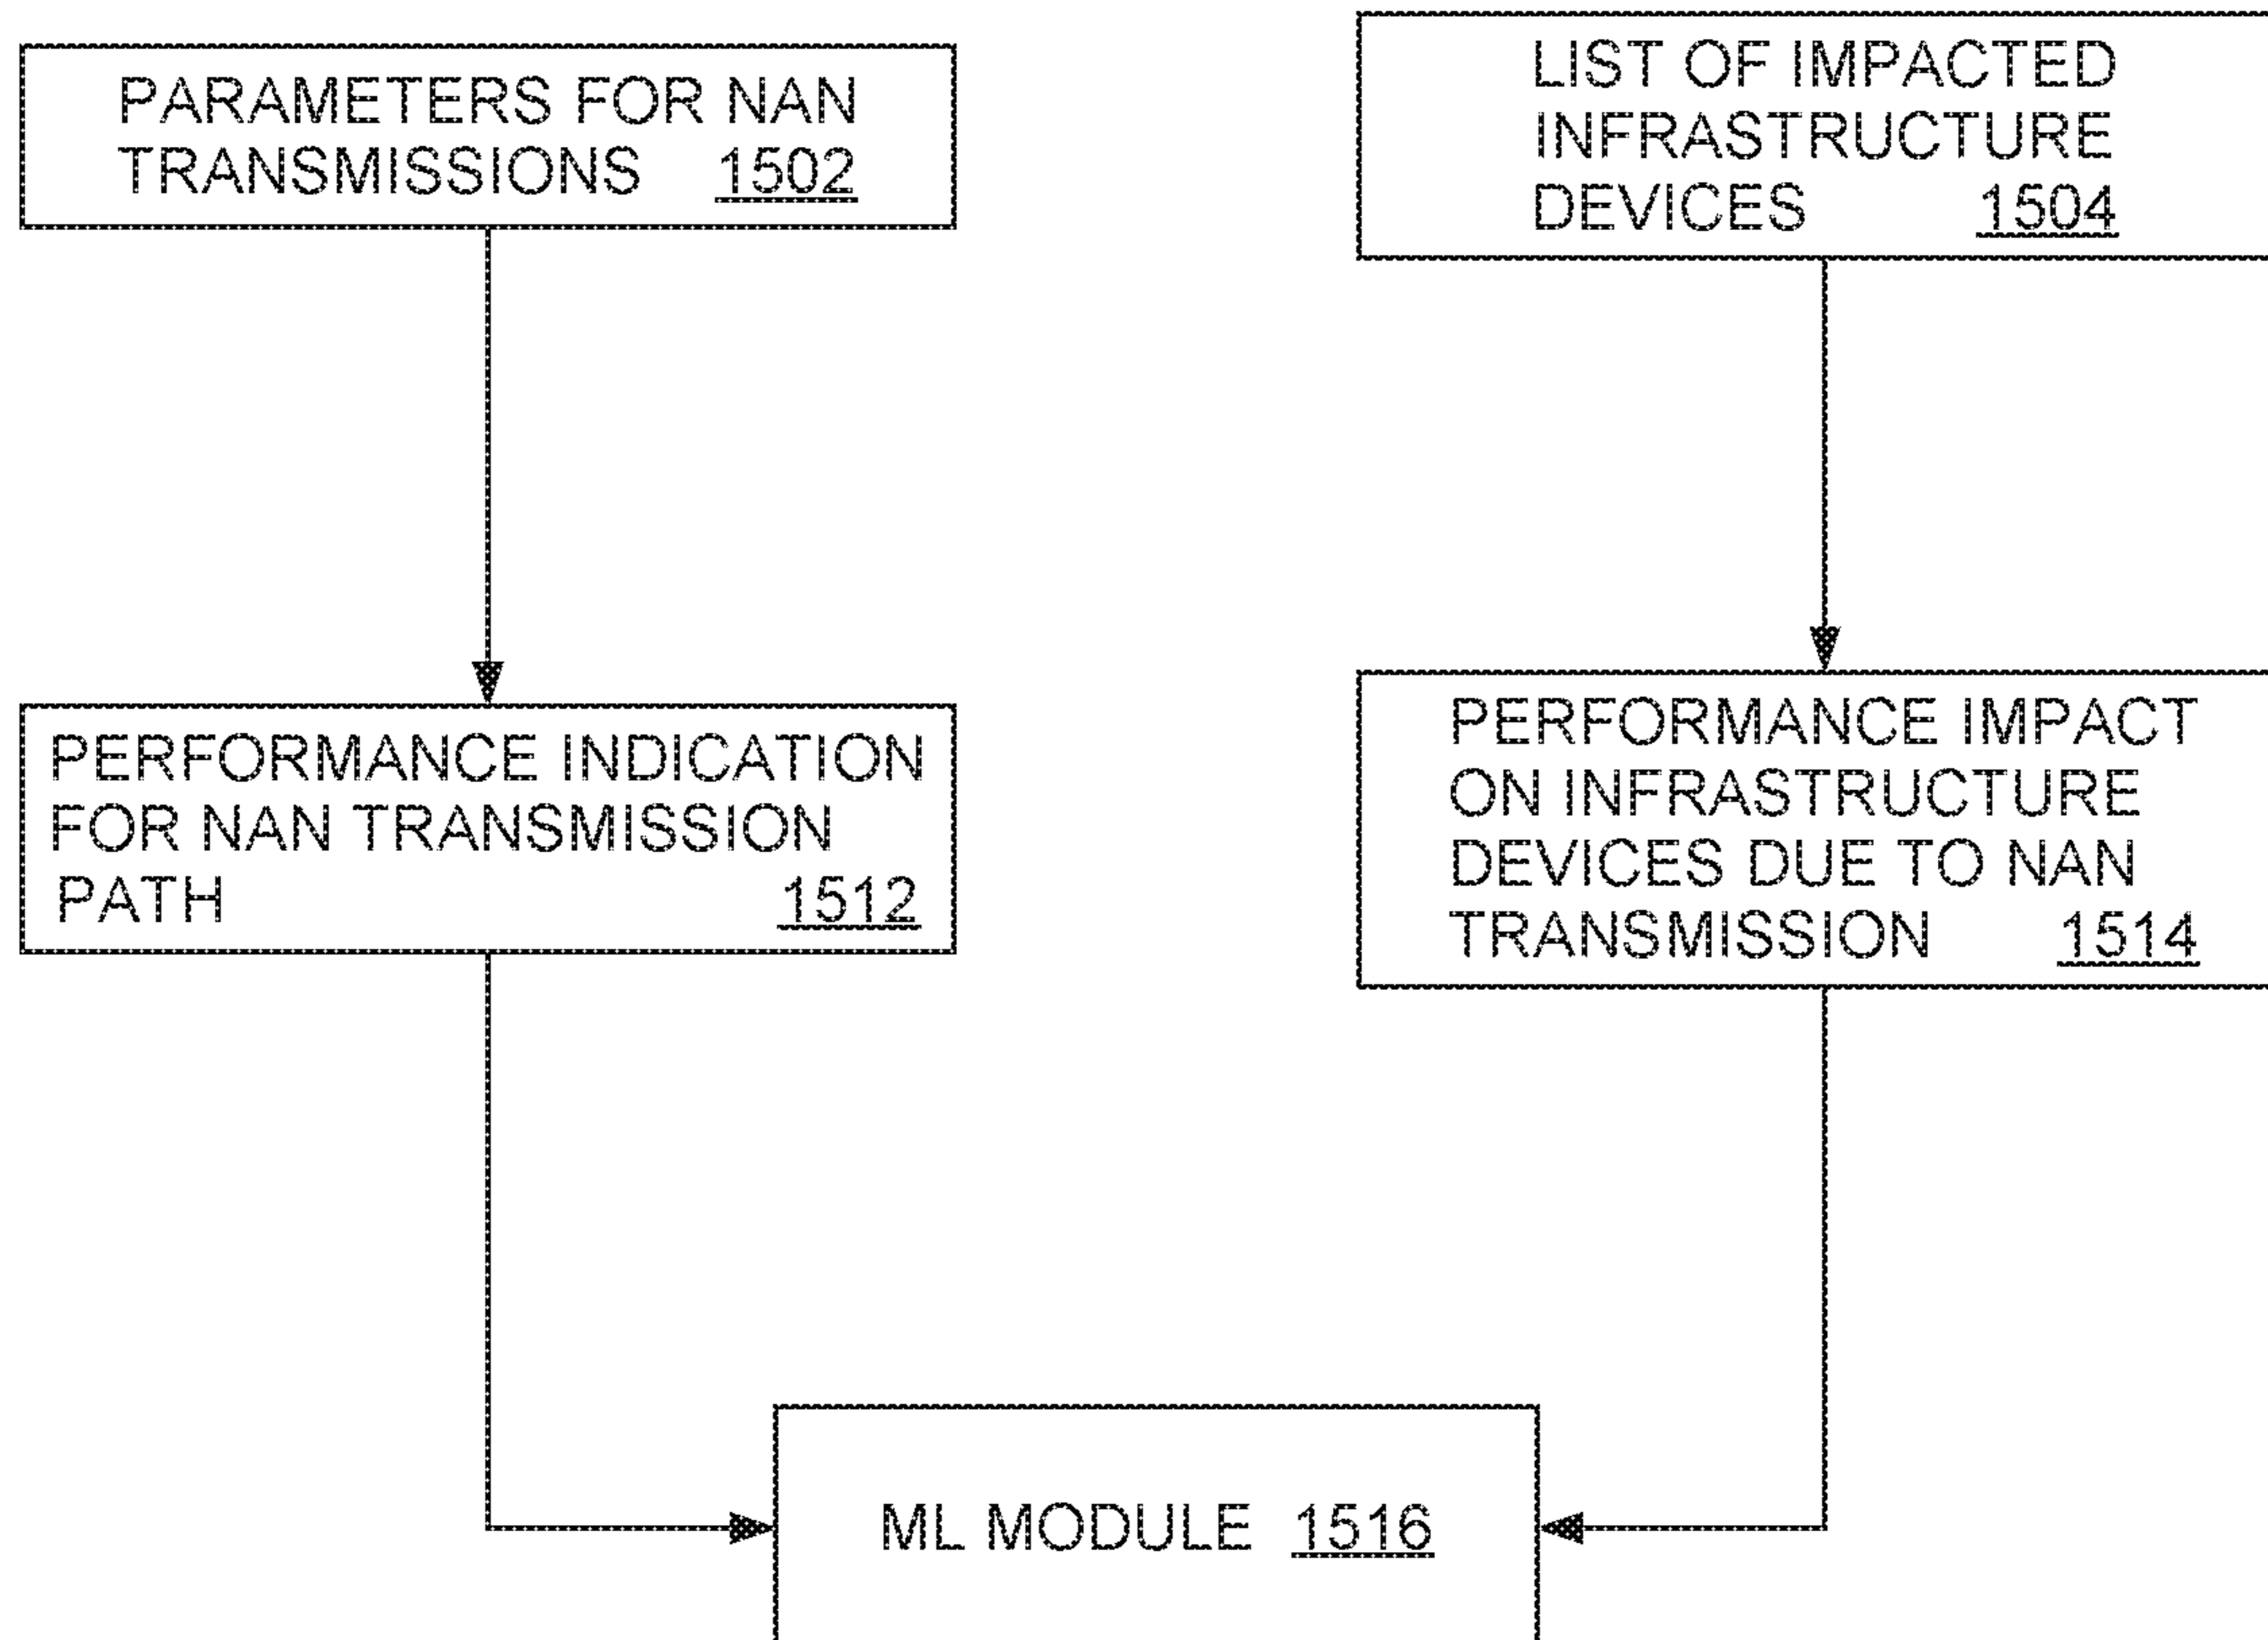 PARAMETERS FOR NAN
TRANSMISSIONS 1502
LIST OF IMPACTED
INFRASTRUCTURE
DEVICES 1504
PERFORMANCE INDICATION
FOR NAN TRANSMISSION
PATH 1512
PERFORMANCE IMPACT
ON INFRASTRUCTURE
DEVICES DUE TO NAN
TRANSMISSION 1514
ML MODULE 1516